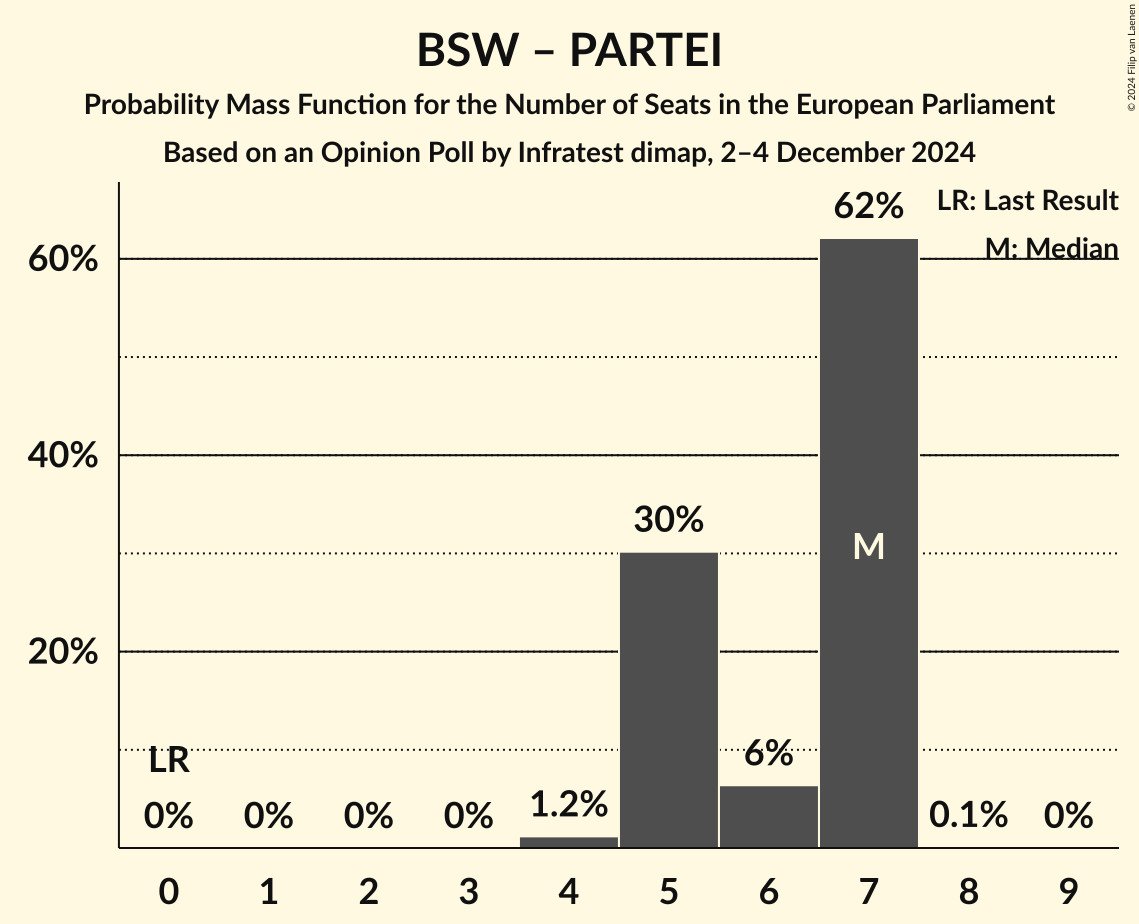 BSW – PARTEI
Probability Mass Function for the Number of Seats in the European Parliament
Based on an Opinion Poll by Infratest dimap, 2–4 December 2024
© 2024 Filip van Laenen
LR: Last Result
M: Median
62%
60%
40%
30%
M
20%
LR
6%
0% 0% 0% 0% 1.2% 0.1% 0%
0 1 2 3 4 5 6 7 8 9